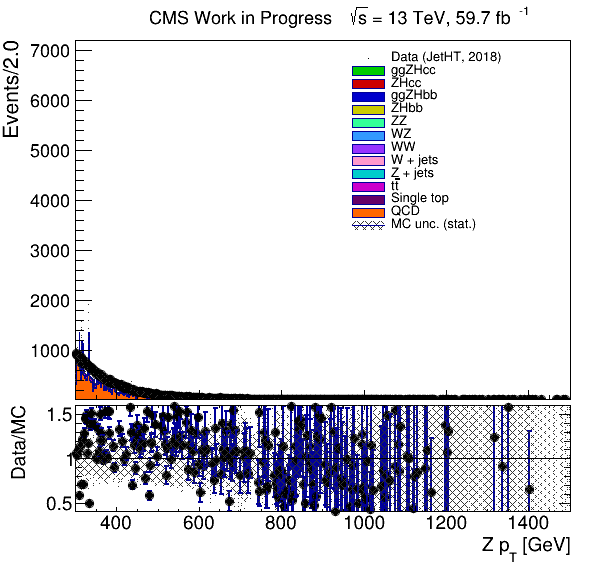 CMS Work in Progress √s = 13 TeV, 59.7 fb⁻¹
Events/2.0
7000
6000
5000
4000
3000
2000
1000
Data (JetHT, 2018)
ggZHcc
ZHcc
ggZHbb
ZHbb
ZZ
WZ
WW
W + jets
Z + jets
tt̅
Single top
QCD
MC unc. (stat.)
Data/MC
1.5
1
0.5
400 600 800 1000 1200 1400
Z p_T [GeV]